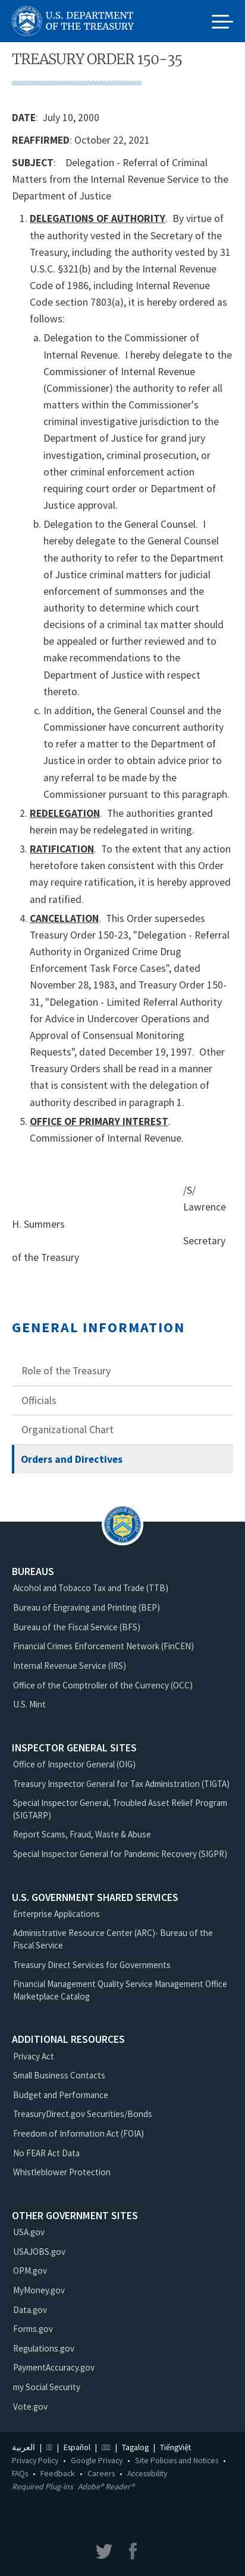 U.S. DEPARTMENT
OF THE TREASURY
TREASURY ORDER 150-35
DATE:  July 10, 2000
REAFFIRMED: October 22, 2021
SUBJECT:    Delegation - Referral of Criminal
Matters from the Internal Revenue Service to the
Department of Justice
1. DELEGATIONS OF AUTHORITY.  By virtue of
the authority vested in the Secretary of the
Treasury, including the authority vested by 31
U.S.C. §321(b) and by the Internal Revenue
Code of 1986, including Internal Revenue
Code section 7803(a), it is hereby ordered as
follows:
a. Delegation to the Commissioner of
Internal Revenue.  I hereby delegate to the
Commissioner of Internal Revenue
(Commissioner) the authority to refer all
matters within the Commissioner's
criminal investigative jurisdiction to the
Department of Justice for grand jury
investigation, criminal prosecution, or
other criminal enforcement action
requiring court order or Department of
Justice approval.
b. Delegation to the General Counsel.  I
hereby delegate to the General Counsel
the authority to refer to the Department
of Justice criminal matters for judicial
enforcement of summonses and the
authority to determine which court
decisions of a criminal tax matter should
be appealed or further reviewed and to
make recommendations to the
Department of Justice with respect
thereto.
c. In addition, the General Counsel and the
Commissioner have concurrent authority
to refer a matter to the Department of
Justice in order to obtain advice prior to
any referral to be made by the
Commissioner pursuant to this paragraph.
2. REDELEGATION.  The authorities granted
herein may be redelegated in writing.
3. RATIFICATION.  To the extent that any action
heretofore taken consistent with this Order
may require ratification, it is hereby approved
and ratified.
4. CANCELLATION.  This Order supersedes
Treasury Order 150-23, "Delegation - Referral
Authority in Organized Crime Drug
Enforcement Task Force Cases", dated
November 28, 1983, and Treasury Order 150-
31, "Delegation - Limited Referral Authority
for Advice in Undercover Operations and
Approval of Consensual Monitoring
Requests", dated December 19, 1997.  Other
Treasury Orders shall be read in a manner
that is consistent with the delegation of
authority described in paragraph 1.
5. OFFICE OF PRIMARY INTEREST.
Commissioner of Internal Revenue.
/S/
Lawrence
H. Summers
Secretary
of the Treasury
GENERAL INFORMATION
Role of the Treasury
Officials
Organizational Chart
Orders and Directives
BUREAUS
Alcohol and Tobacco Tax and Trade (TTB)
Bureau of Engraving and Printing (BEP)
Bureau of the Fiscal Service (BFS)
Financial Crimes Enforcement Network (FinCEN)
Internal Revenue Service (IRS)
Office of the Comptroller of the Currency (OCC)
U.S. Mint
INSPECTOR GENERAL SITES
Office of Inspector General (OIG)
Treasury Inspector General for Tax Administration (TIGTA)
Special Inspector General, Troubled Asset Relief Program
(SIGTARP)
Report Scams, Fraud, Waste & Abuse
Special Inspector General for Pandemic Recovery (SIGPR)
U.S. GOVERNMENT SHARED SERVICES
Enterprise Applications
Administrative Resource Center (ARC)- Bureau of the
Fiscal Service
Treasury Direct Services for Governments
Financial Management Quality Service Management Office
Marketplace Catalog
ADDITIONAL RESOURCES
Privacy Act
Small Business Contacts
Budget and Performance
TreasuryDirect.gov Securities/Bonds
Freedom of Information Act (FOIA)
No FEAR Act Data
Whistleblower Protection
OTHER GOVERNMENT SITES
USA.gov
USAJOBS.gov
OPM.gov
MyMoney.gov
Data.gov
Forms.gov
Regulations.gov
PaymentAccuracy.gov
my Social Security
Vote.gov
العربية | | Español | | Tagalog | TiếngViệt
Privacy Policy • Google Privacy • Site Policies and Notices •
FAQs • Feedback • Careers • Accessibility
Required Plug-ins Adobe® Reader®